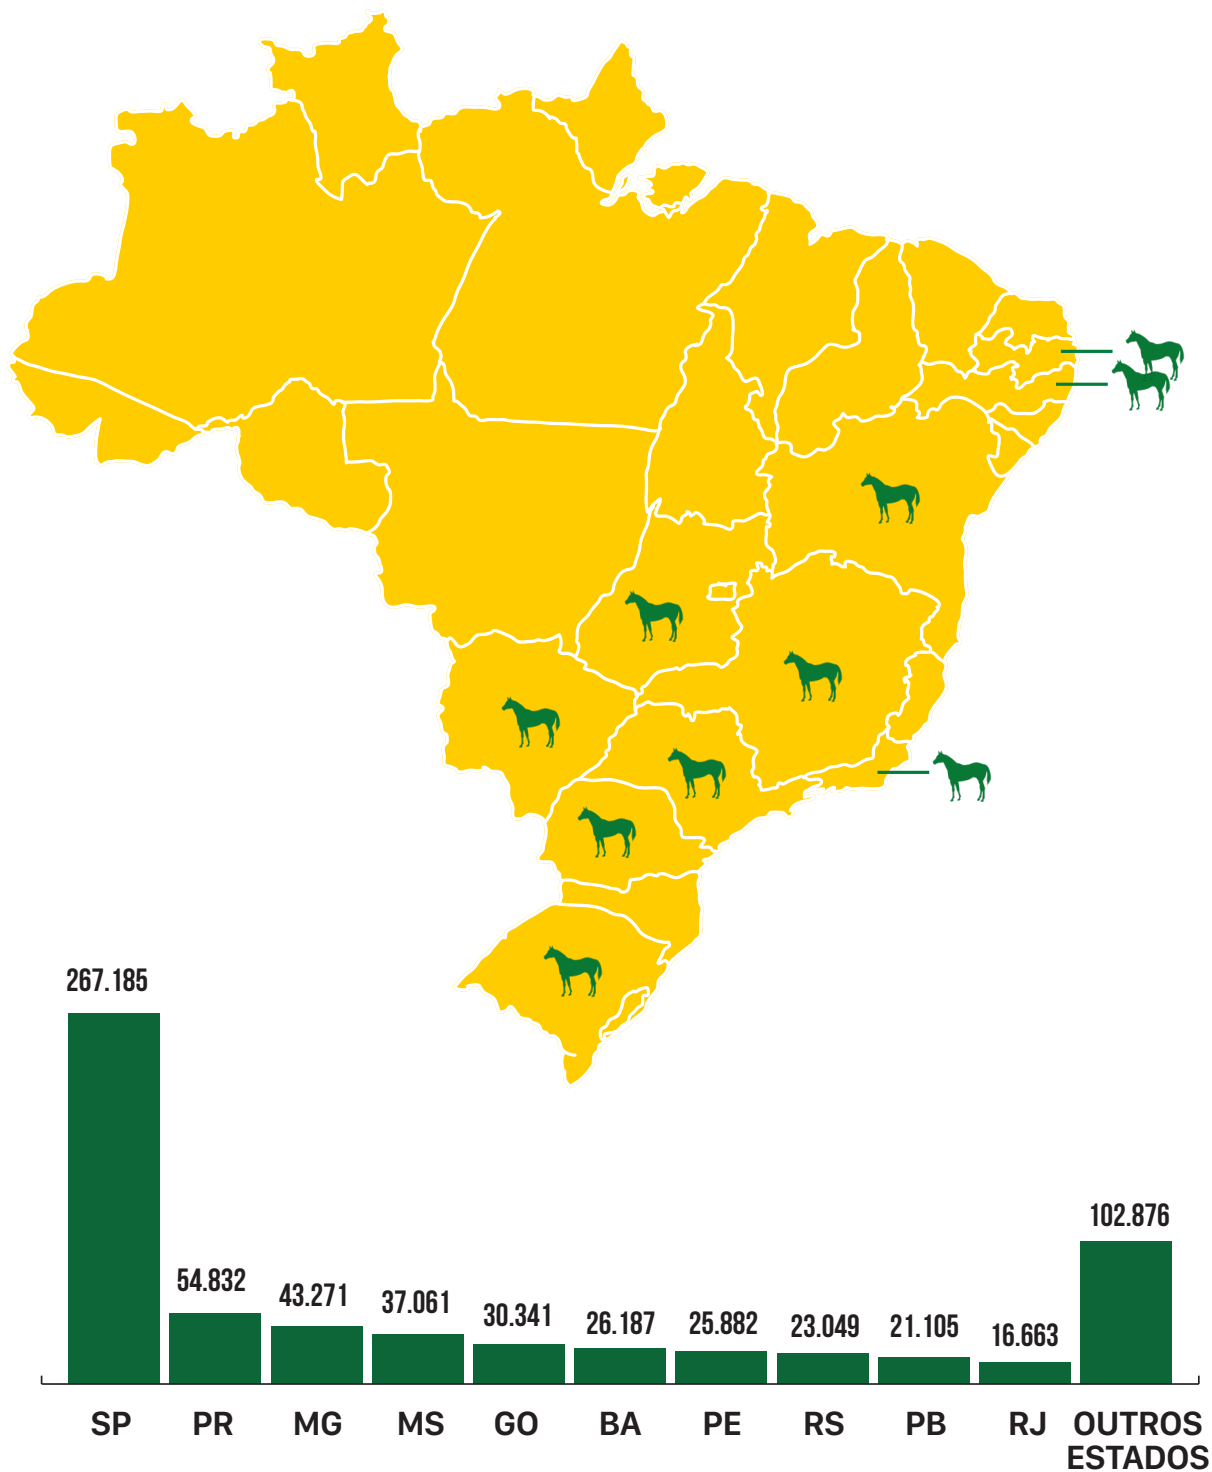 267.185
54.832
43.271
37.061
30.341
26.187
25.882
23.049
21.105
16.663
102.876
SP
PR
MG
MS
GO
BA
PE
RS
PB
RJ
OUTROS
ESTADOS